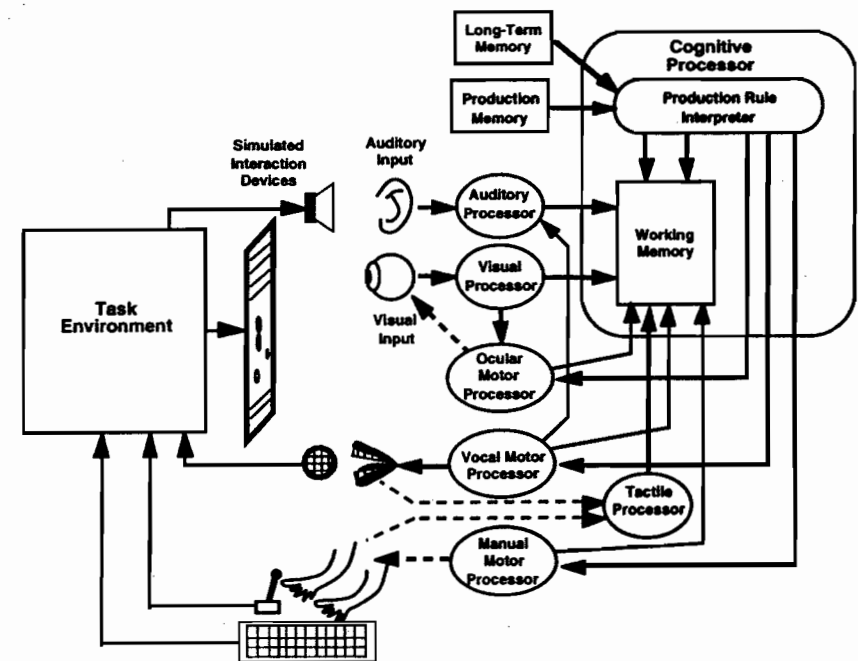 Long-Term
Memory
Cognitive
Processor
Production
Memory
Production Rule
Interpreter
Simulated
Interaction
Devices
Auditory
Input
Auditory
Processor
Working
Memory
Visual
Processor
Task
Environment
Visual
Input
Ocular
Motor
Processor
Vocal Motor
Processor
Tactile
Processor
Manual
Motor
Processor